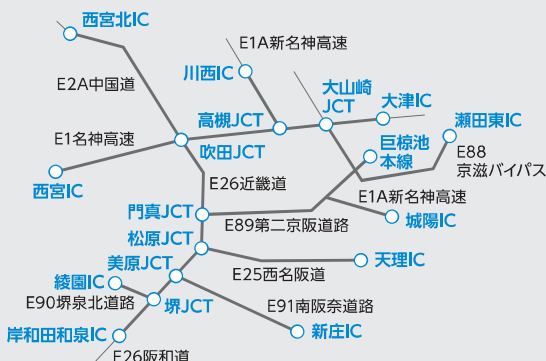 西宮北IC
E1A新名神高速
川西IC
E2A中国道
大山崎
JCT
大津IC
高槻JCT
瀬田東IC
E1名神高速
吹田JCT
巨椋池
本線
E88
京滋バイパス
西宮IC
E26近畿道
E1A新名神高速
門真JCT
E89第二京阪道路
城陽IC
松原JCT
美原JCT
E25西名阪道
天理IC
綾園IC
E90堺泉北道路
堺JCT
E91南阪奈道路
岸和田和泉IC
新庄IC
E26阪和道